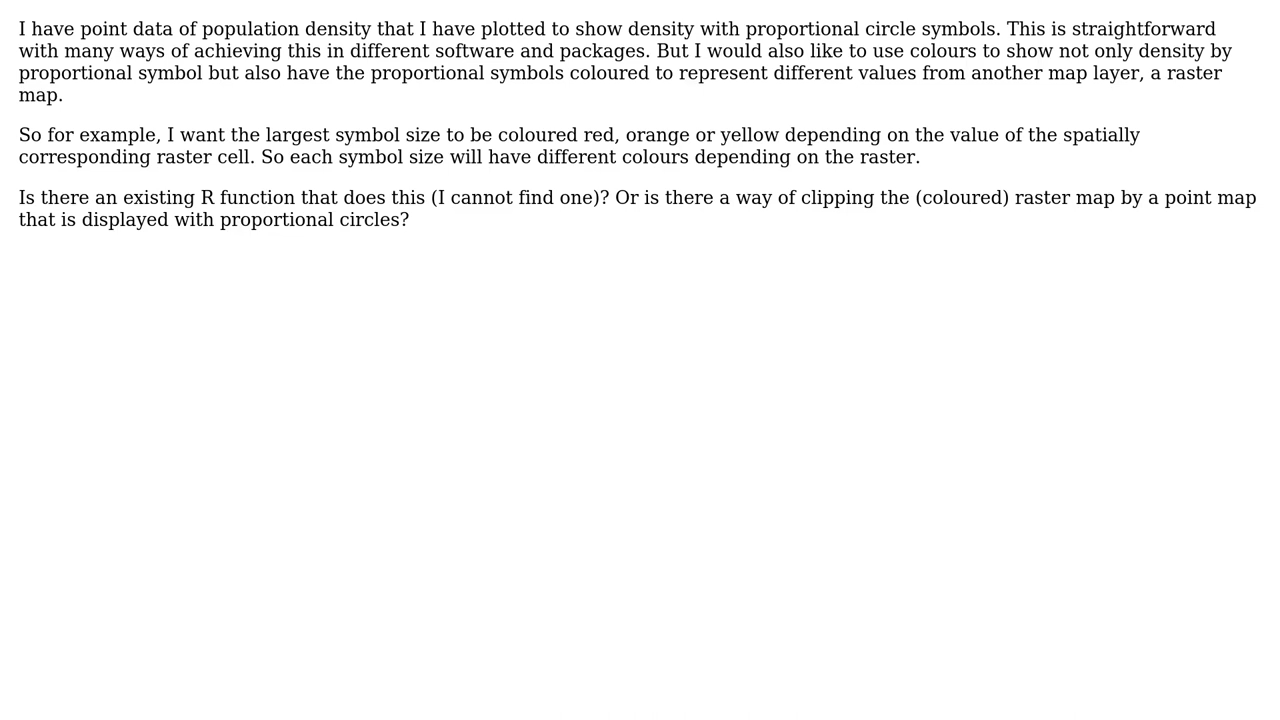 I have point data of population density that I have plotted to show density with proportional circle symbols. This is straightforward
with many ways of achieving this in different software and packages. But I would also like to use colours to show not only density by
proportional symbol but also have the proportional symbols coloured to represent different values from another map layer, a raster
map.
So for example, I want the largest symbol size to be coloured red, orange or yellow depending on the value of the spatially
corresponding raster cell. So each symbol size will have different colours depending on the raster.
Is there an existing R function that does this (I cannot find one)? Or is there a way of clipping the (coloured) raster map by a point map
that is displayed with proportional circles?